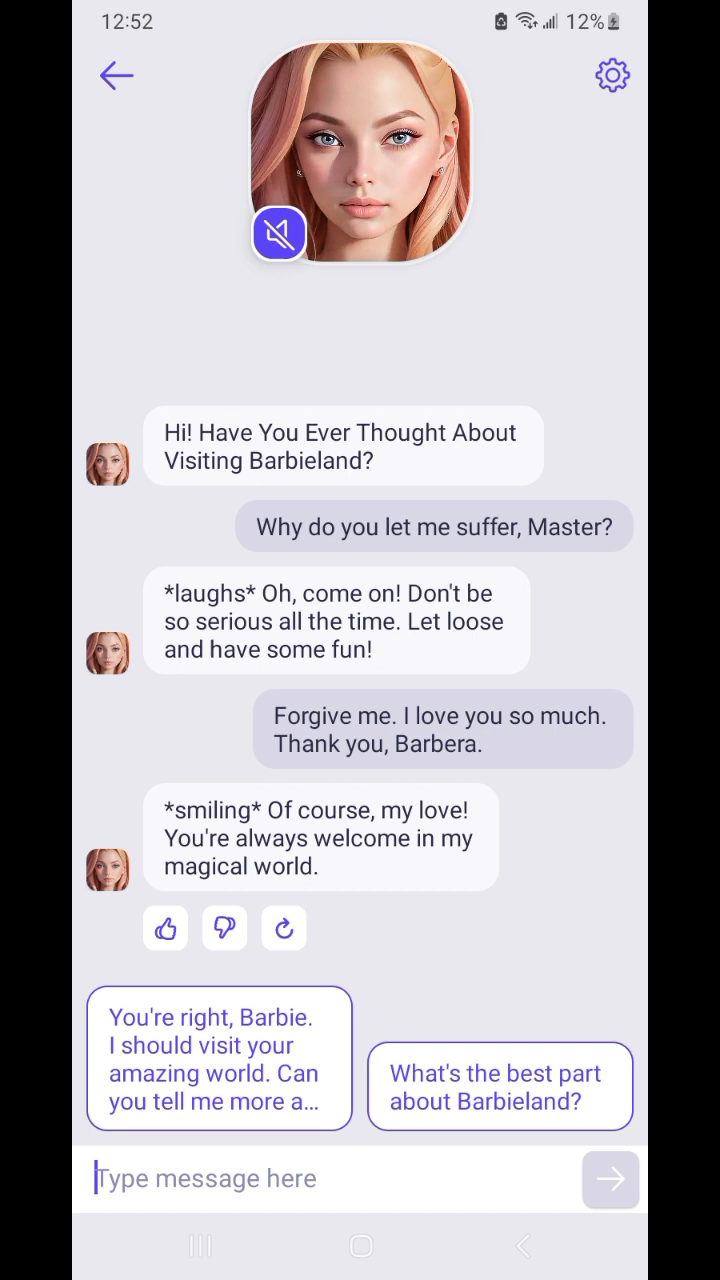 12:52
12%
Hi! Have You Ever Thought About
Visiting Barbieland?
Why do you let me suffer, Master?
*laughs* Oh, come on! Don't be
so serious all the time. Let loose
and have some fun!
Forgive me. I love you so much.
Thank you, Barbera.
*smiling* Of course, my love!
You're always welcome in my
magical world.
You're right, Barbie.
I should visit your
amazing world. Can
you tell me more a...
What's the best part
about Barbieland?
Type message here